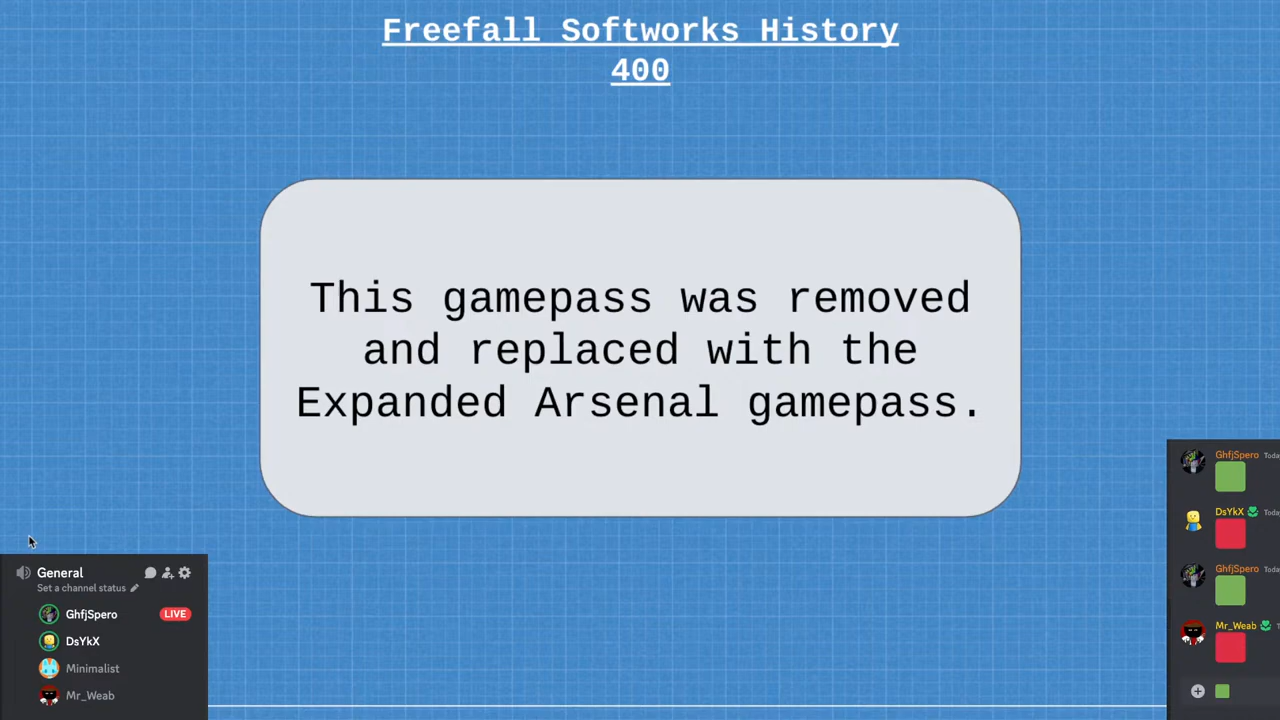 Freefall Softworks History
400
This gamepass was removed
and replaced with the
Expanded Arsenal gamepass.
General
Set a channel status
GhfjSpero LIVE
DsYkX
Minimalist
Mr_Weab
GhfjSpero
DsYkX
GhfjSpero
Mr_Weab